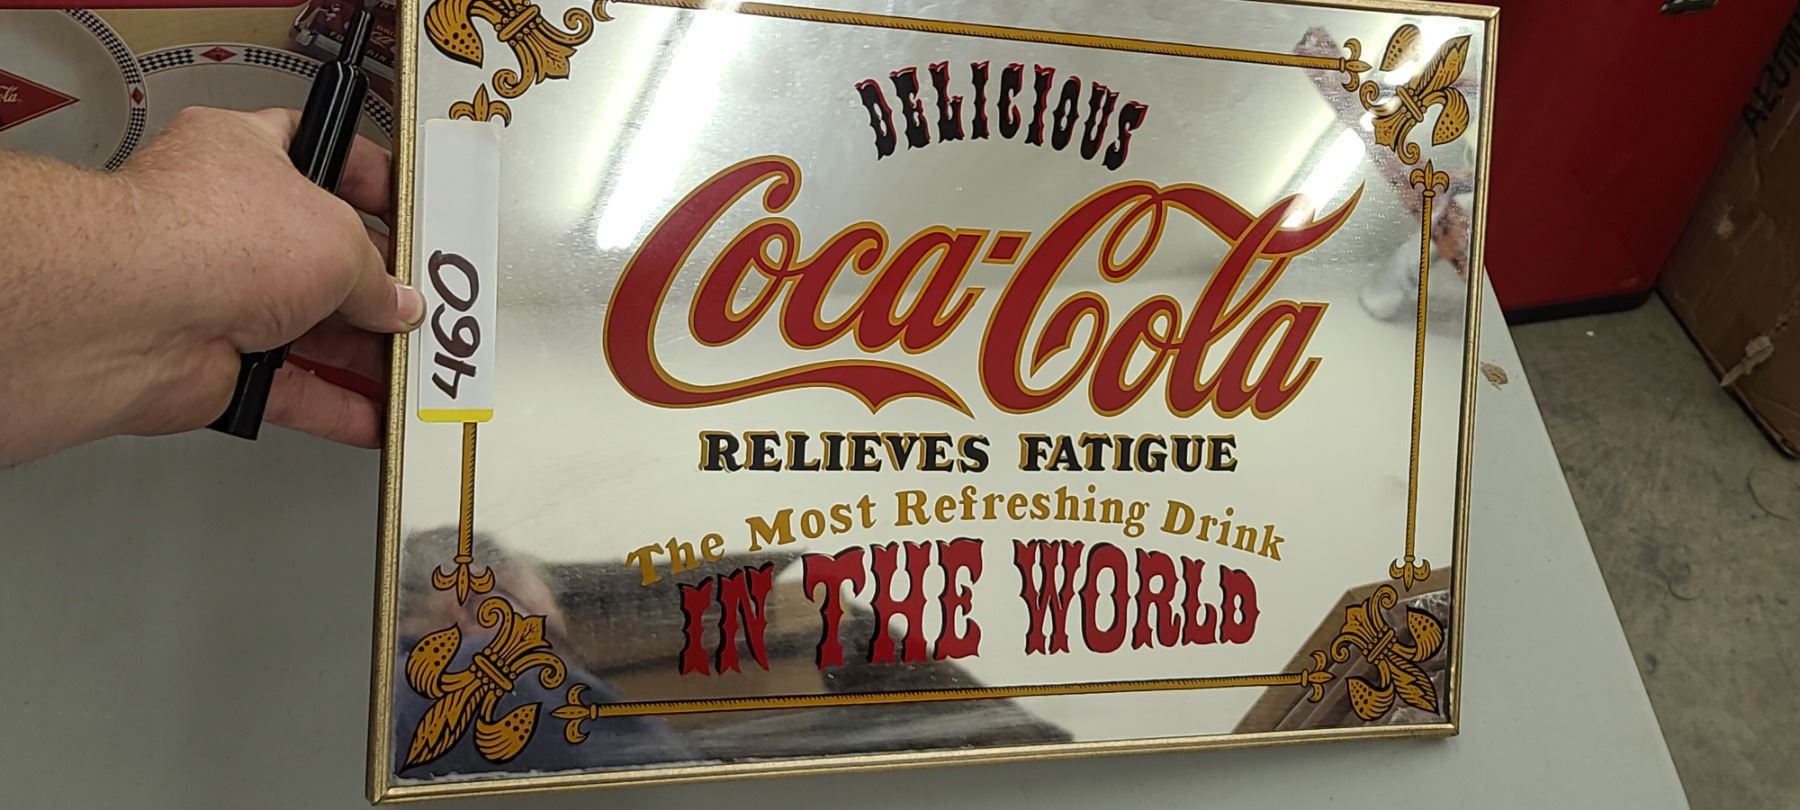 DELICIOUS
Coca-Cola
RELIEVES FATIGUE
The Most Refreshing Drink
IN THE WORLD
460